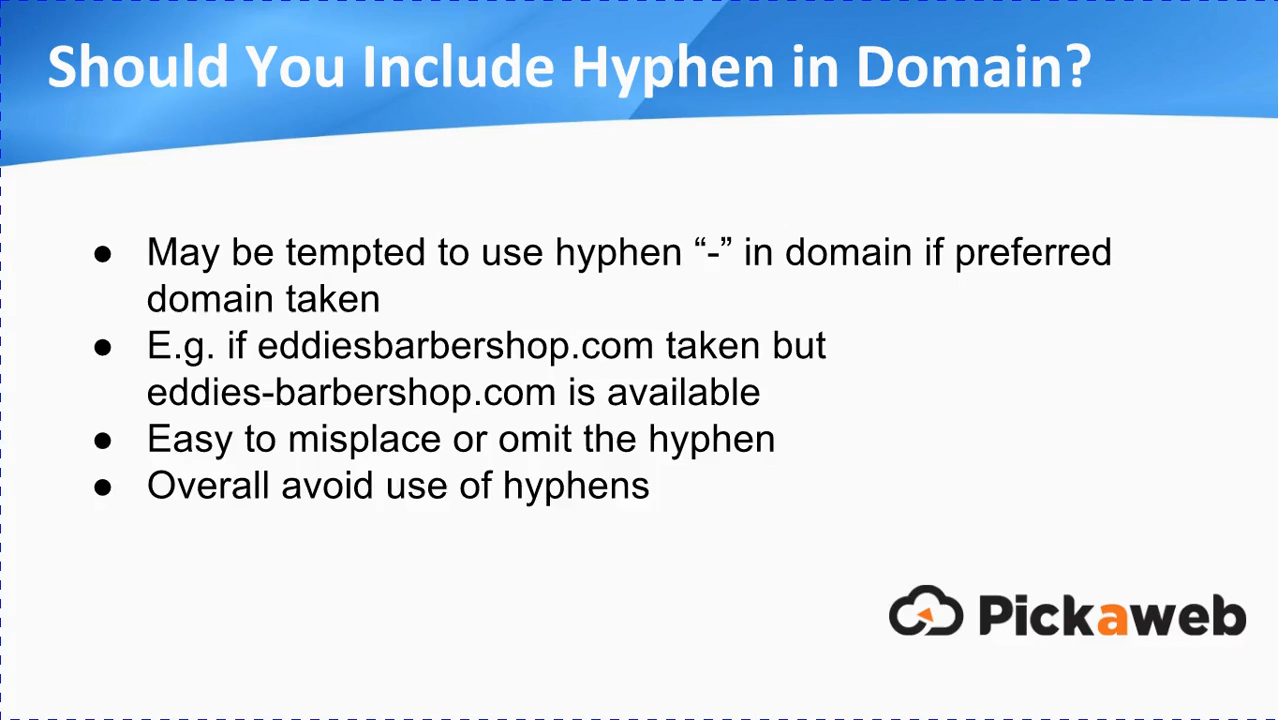 Should You Include Hyphen in Domain?
● May be tempted to use hyphen “-” in domain if preferred
domain taken
● E.g. if eddiesbarbershop.com taken but
eddies-barbershop.com is available
● Easy to misplace or omit the hyphen
● Overall avoid use of hyphens
Pickaweb